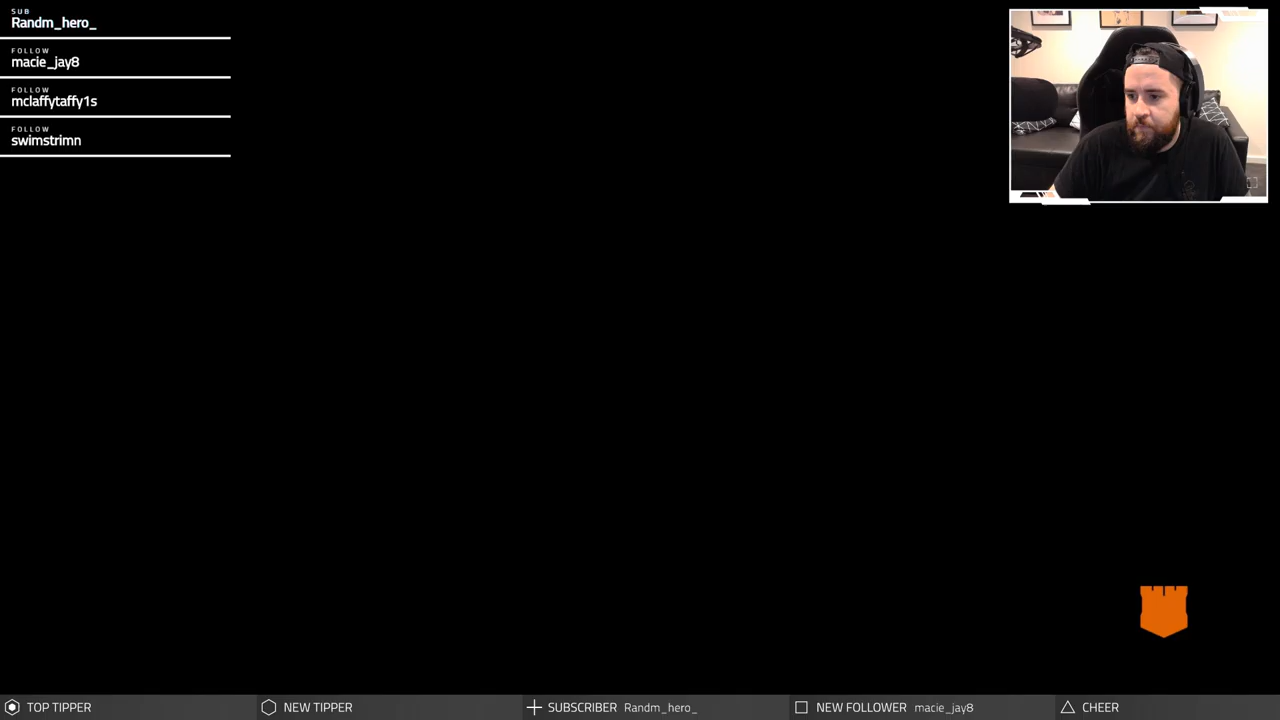 SUB
Randm_hero_
FOLLOW
macie_jay8
FOLLOW
mclaffytaffy1s
FOLLOW
swimstrimn
TOP TIPPER
NEW TIPPER
SUBSCRIBER Randm_hero_
NEW FOLLOWER macie_jay8
CHEER